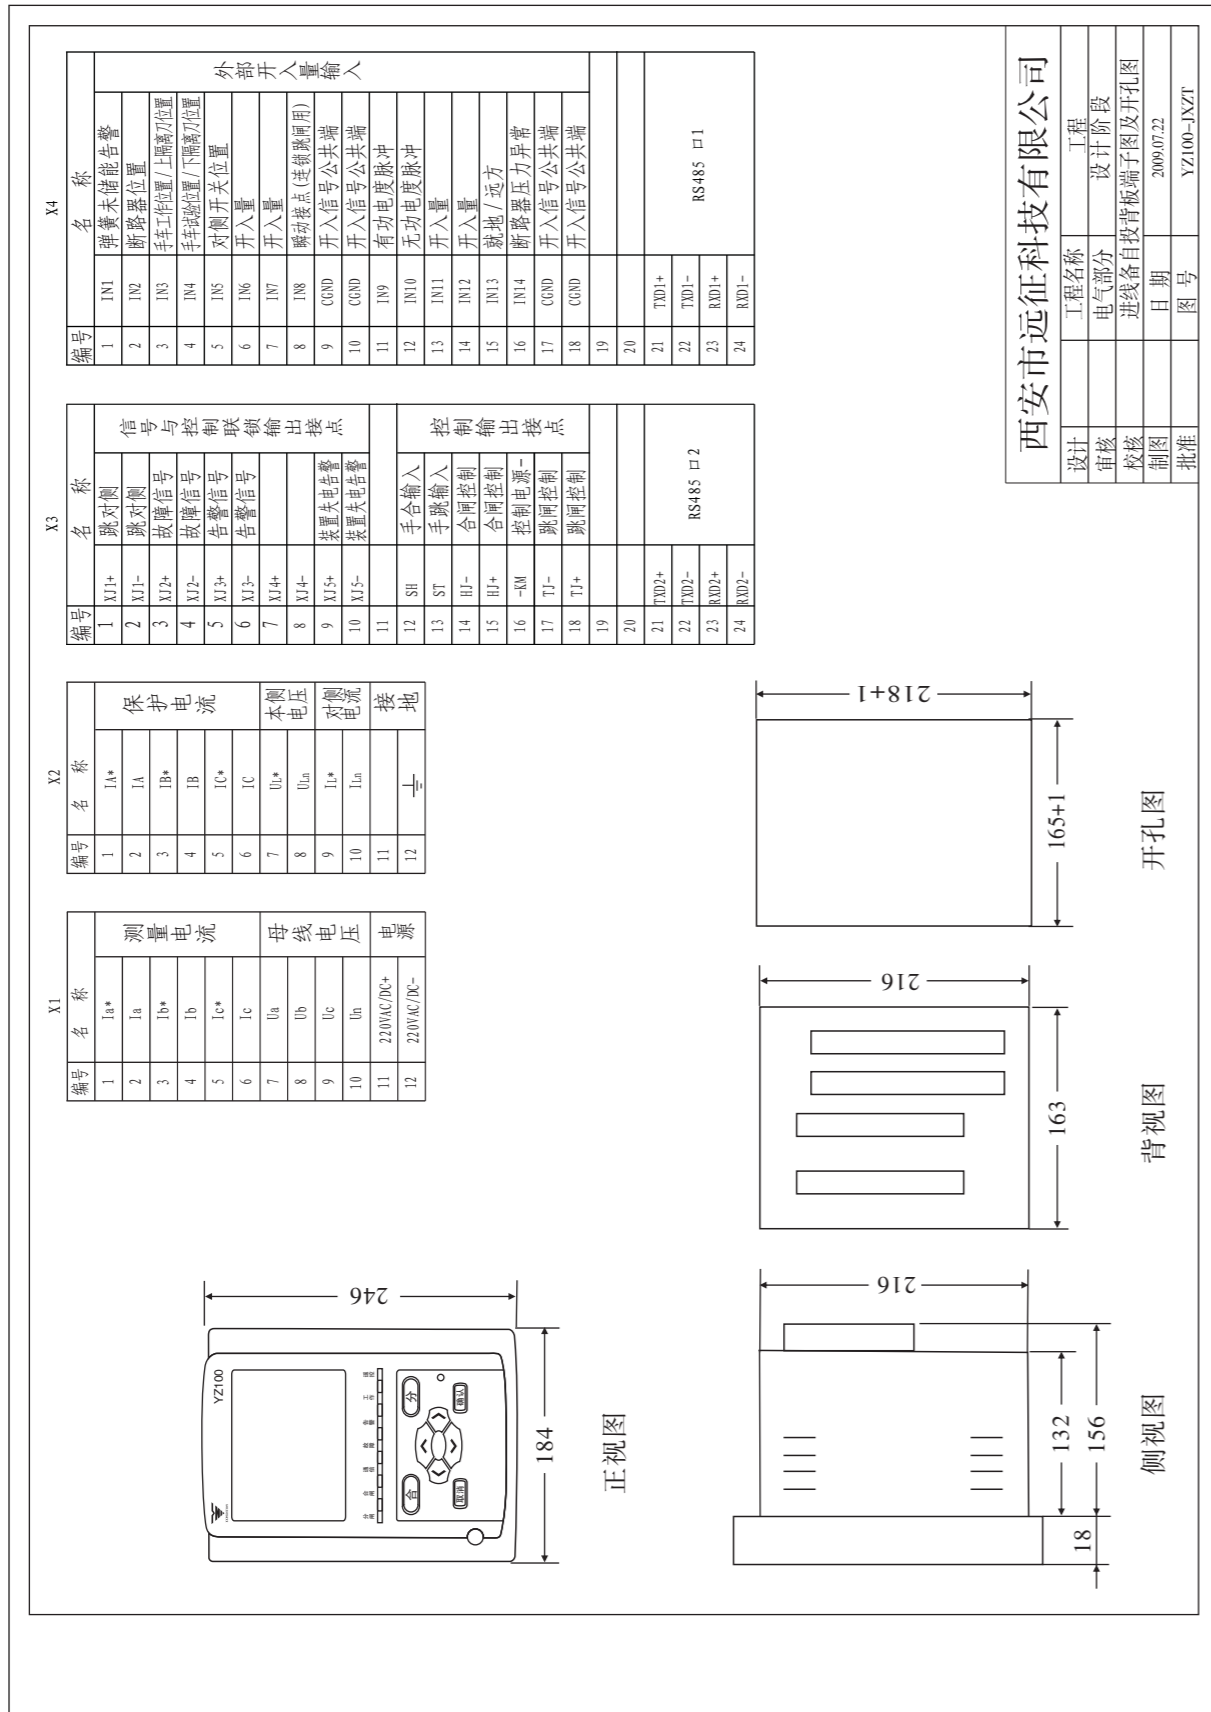 X1
编号 名 称
1 Ia* 测量电流
2 Ia
3 Ib*
4 Ib
5 Ic*
6 Ic
7 Ua 母线电压
8 Ub
9 Uc
10 Un
11 220VAC/DC+ 电源
12 220VAC/DC-
X2
编号 名 称
1 IA* 保护电流
2 IA
3 IB*
4 IB
5 IC*
6 IC
7 UL* 本侧电压
8 ULn
9 IL* 对侧电流
10 ILn
11 接地
12
X3
编号 名 称
1 XJ1+ 跳对侧 信号与控制联锁输出接点
2 XJ1- 跳对侧
3 XJ2+ 故障信号
4 XJ2- 故障信号
5 XJ3+ 告警信号
6 XJ3- 告警信号
7 XJ4+
8 XJ4-
9 XJ5+ 装置失电告警
10 XJ5- 装置失电告警
11
12 SH 手合输入 控制输出接点
13 ST 手跳输入
14 HJ- 合闸控制
15 HJ+ 合闸控制
16 -KM 控制电源-
17 TJ- 跳闸控制
18 TJ+ 跳闸控制
19
20
21 TXD2+ RS485 口2
22 TXD2-
23 RXD2+
24 RXD2-
X4
编号 名 称
1 IN1 弹簧未储能告警 外部开入量输入
2 IN2 断路器位置
3 IN3 手车工作位置/上隔离刀位置
4 IN4 手车试验位置/下隔离刀位置
5 IN5 对侧开关位置
6 IN6 开入量
7 IN7 开入量
8 IN8 瞬动接点(连锁跳闸用)
9 CGND 开入信号公共端
10 CGND 开入信号公共端
11 IN9 有功电度脉冲
12 IN10 无功电度脉冲
13 IN11 开入量
14 IN12 开入量
15 IN13 就地/远方
16 IN14 断路器压力异常
17 CGND 开入信号公共端
18 CGND 开入信号公共端
19
20
21 TXD1+ RS485 口1
22 TXD1-
23 RXD1+
24 RXD1-
YZ100
分闸 合闸 通讯 故障 告警 工作 遥控
合 分
取消 确认
246
184
正视图
216
132
156
18
侧视图
216
163
背视图
218+1
165+1
开孔图
西安市远征科技有限公司
设计 工程名称 工程
审核 电气部分 设计阶段
校核 进线备自投背板端子图及开孔图
制图 日 期 2009.07.22
批准 图 号 YZ100-JXZT